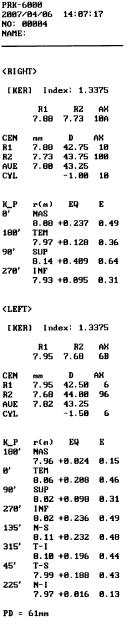 PRK-6000
2007/04/06 14:07:17
NO: 00004
NAME:
<RIGHT>
[KER] Index: 1.3375
R1 R2 AX
7.88 7.73 10A
CEN mm D AX
R1 7.88 42.75 10
R2 7.73 43.75 100
AVE 7.80 43.25
CYL -1.00 10
K_P r(m) EQ E
0' NAS
8.08 +0.237 0.49
180' TEM
7.97 +0.128 0.36
90' SUP
8.14 +0.409 0.64
270' INF
7.93 +0.095 0.31
<LEFT>
[KER] Index: 1.3375
R1 R2 AX
7.95 7.68 6B
CEN mm D AX
R1 7.95 42.50 6
R2 7.68 44.00 96
AVE 7.82 43.25
CYL -1.50 6
K_P r(m) EQ E
180' NAS
7.96 +0.024 0.15
0' TEM
8.06 +0.208 0.46
90' SUP
8.02 +0.098 0.31
270' INF
8.02 +0.236 0.49
135' N-S
8.11 +0.232 0.48
315' T-I
8.10 +0.196 0.44
45' T-S
7.99 +0.188 0.43
225' N-I
7.97 +0.016 0.13
PD = 61mm